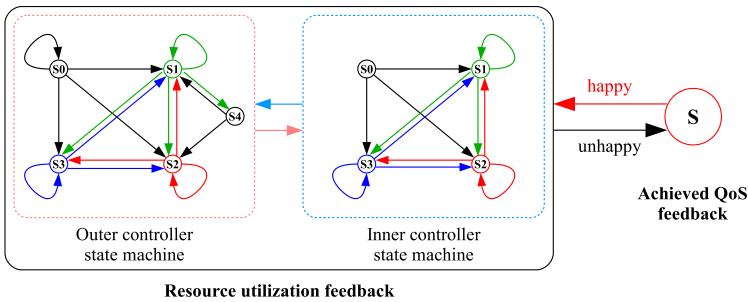 S0
S1
S4
S3
S2
Outer controller
state machine
S0
S1
S3
S2
Inner controller
state machine
happy
unhappy
S
Achieved QoS
feedback
Resource utilization feedback